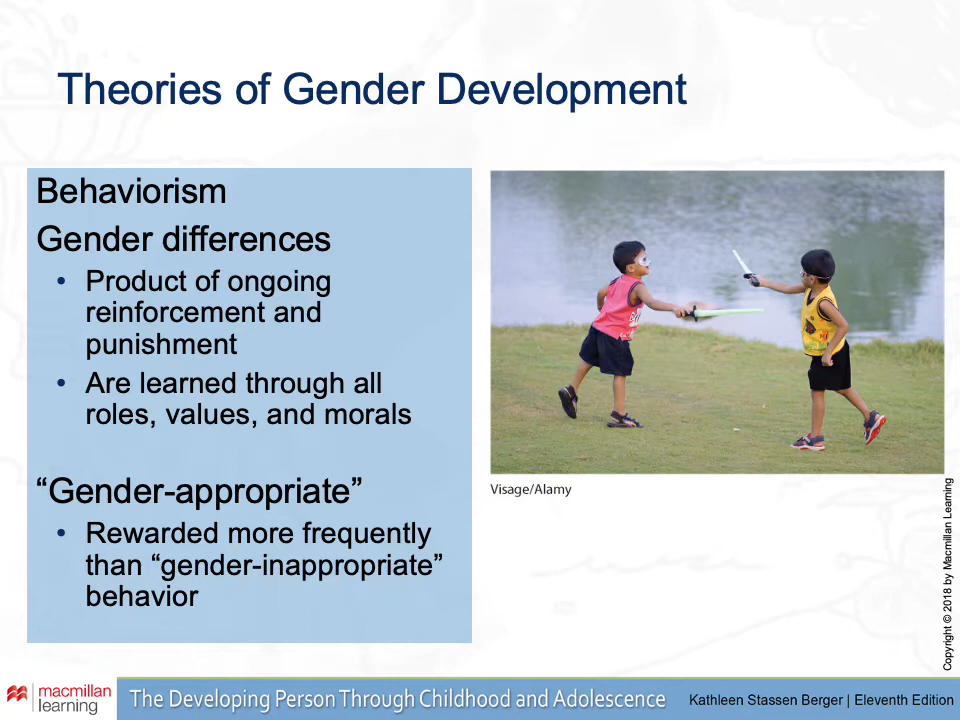 Theories of Gender Development
Behaviorism
Gender differences
• Product of ongoing
reinforcement and
punishment
• Are learned through all
roles, values, and morals
“Gender-appropriate”
• Rewarded more frequently
than “gender-inappropriate”
behavior
Visage/Alamy
Copyright © 2018 by Macmillan Learning
macmillan
learning
The Developing Person Through Childhood and Adolescence
Kathleen Stassen Berger | Eleventh Edition